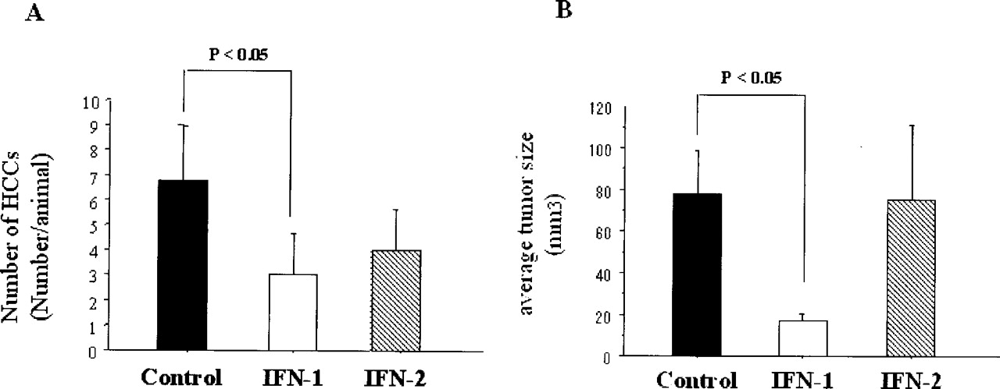 A
P < 0.05
Number of HCCs
(Number/animal)
10
9
8
7
6
5
4
3
2
1
0
Control IFN-1 IFN-2
B
P < 0.05
average tumor size
(mm3)
120
100
80
60
40
20
0
Control IFN-1 IFN-2